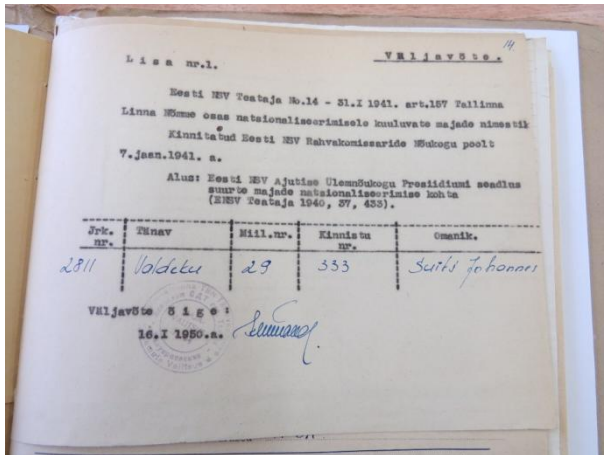 14.
Lisa nr.1.
Väljavõte.
Eesti NSV Teataja No.14 - 31.I 1941. art.157 Tallinna
Linna Nõmme osas natsionaliseerimisele kuuluvate majade nimestik
Kinnitatud Eesti NSV Rahvakomissaride Nõukogu poolt
7.jaan.1941. a.
Alus: Eesti NSV Ajutise Ülemnõukogu Presiidiumi seadlus
suurte majade natsionaliseerimise kohta
(ENSV Teataja 1940, 37, 433).
Jrk. nr. Tänav Miil.nr. Kinnistu nr. Omanik.
2811 Valdeku 29 333 Suits Johannes
Väljavõte õige:
16.I 1950.a.